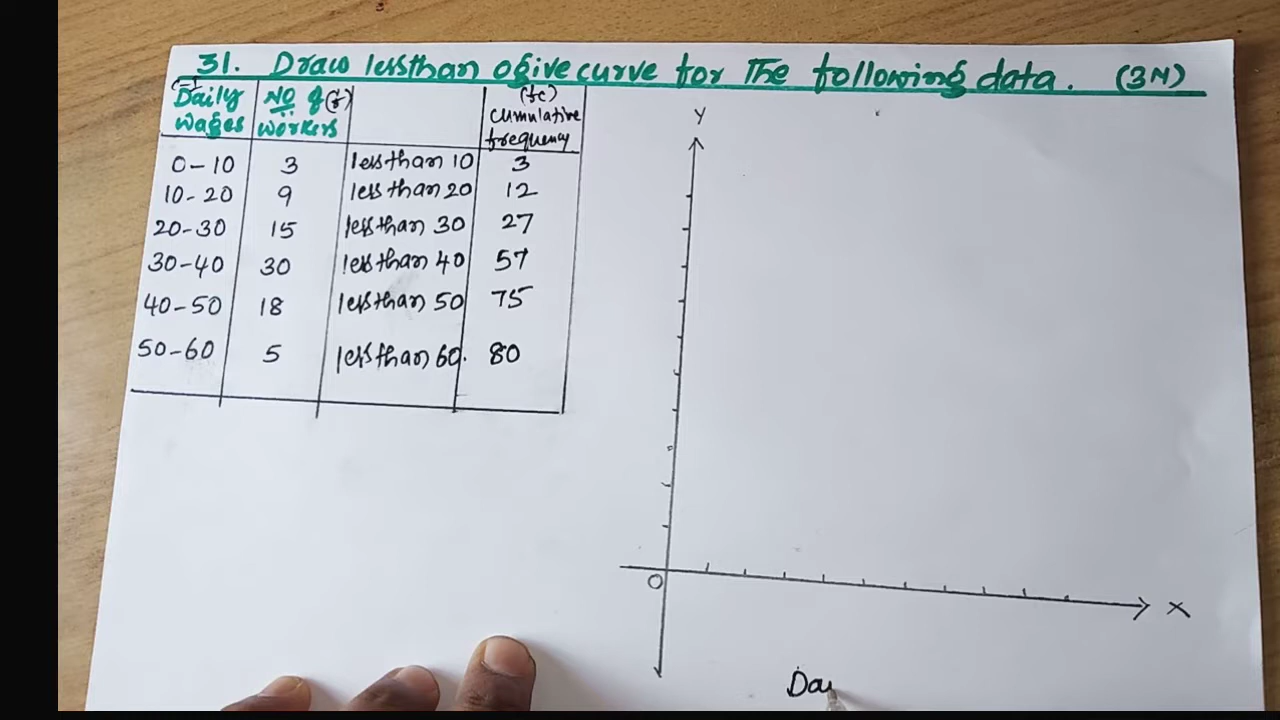 31. Draw lessthan ogive curve for The following data. (3M)
Daily wages No of (f) workers (fc) cumulative frequency
0-10 3 less than 10 3
10-20 9 less than 20 12
20-30 15 less than 30 27
30-40 30 less than 40 57
40-50 18 less than 50 75
50-60 5 less than 60. 80
Y
O
X
Dai